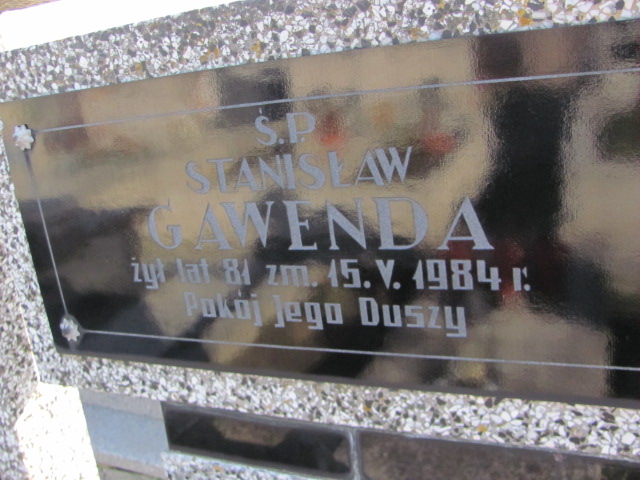 Ś.P
STANISŁAW
GAWENDA
żył lat 81 zm. 15. V. 1984 r.
Pokój Jego Duszy